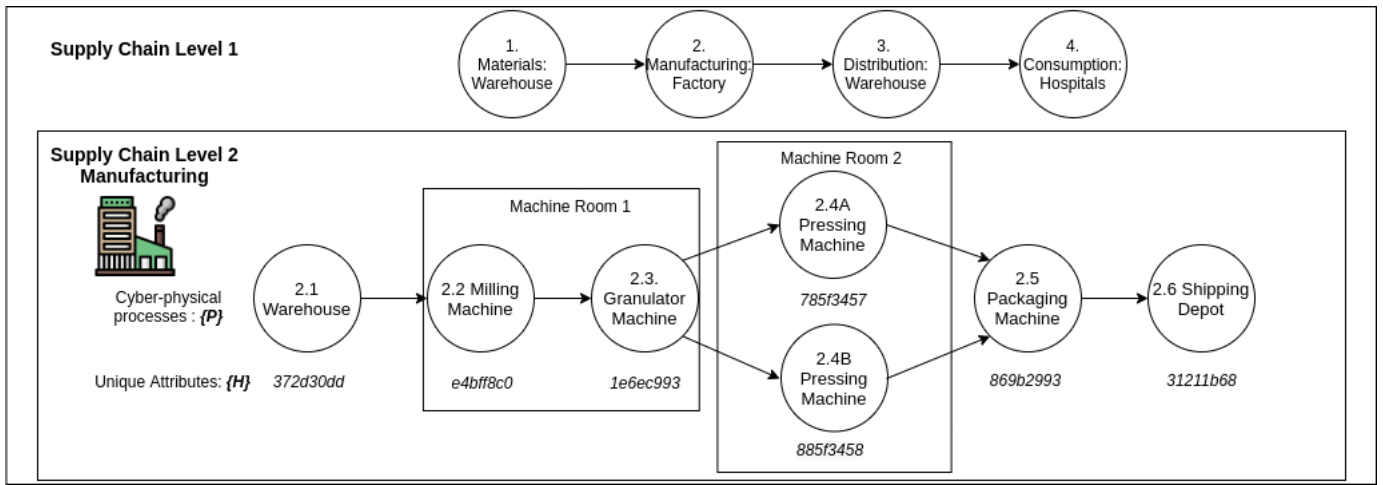 Supply Chain Level 1
1.
Materials:
Warehouse
2.
Manufacturing:
Factory
3.
Distribution:
Warehouse
4.
Consumption:
Hospitals
Supply Chain Level 2
Manufacturing
Cyber-physical
processes : {P}
Unique Attributes: {H}
2.1
Warehouse
372d30dd
Machine Room 1
2.2 Milling
Machine
e4bff8c0
2.3.
Granulator
Machine
1e6ec993
Machine Room 2
2.4A
Pressing
Machine
785f3457
2.4B
Pressing
Machine
885f3458
2.5
Packaging
Machine
869b2993
2.6 Shipping
Depot
31211b68